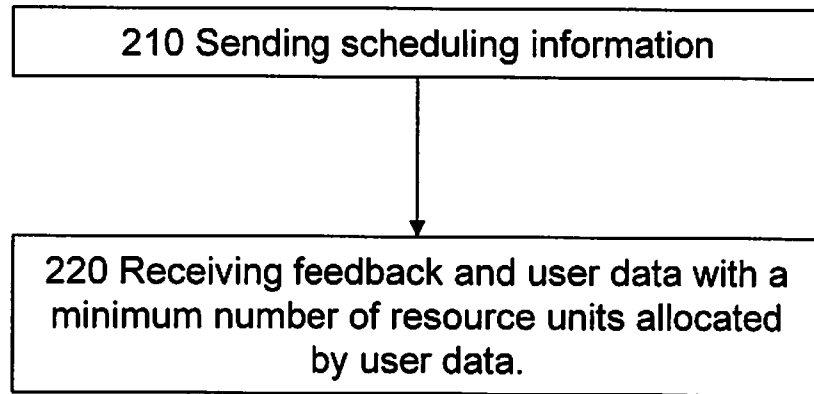 210 Sending scheduling information
220 Receiving feedback and user data with a
minimum number of resource units allocated
by user data.